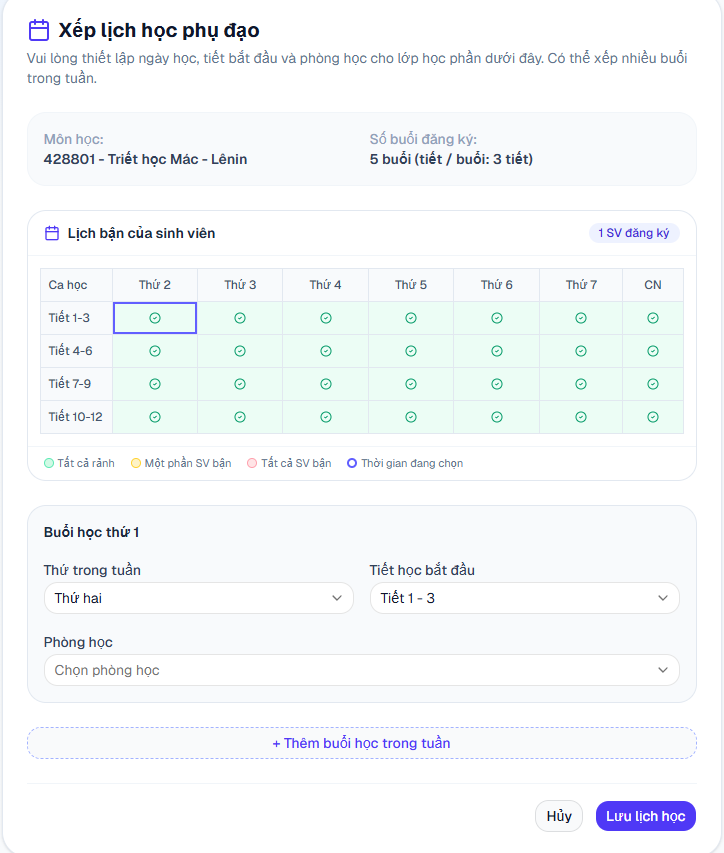 Xếp lịch học phụ đạo
Vui lòng thiết lập ngày học, tiết bắt đầu và phòng học cho lớp học phần dưới đây. Có thể xếp nhiều buổi
trong tuần.
Môn học:
428801 - Triết học Mác - Lênin
Số buổi đăng ký:
5 buổi (tiết / buổi: 3 tiết)
Lịch bận của sinh viên
1 SV đăng ký
Ca học Thứ 2 Thứ 3 Thứ 4 Thứ 5 Thứ 6 Thứ 7 CN
Tiết 1-3
Tiết 4-6
Tiết 7-9
Tiết 10-12
Tất cả rảnh Một phần SV bận Tất cả SV bận Thời gian đang chọn
Buổi học thứ 1
Thứ trong tuần
Thứ hai
Tiết học bắt đầu
Tiết 1 - 3
Phòng học
Chọn phòng học
+ Thêm buổi học trong tuần
Hủy
Lưu lịch học